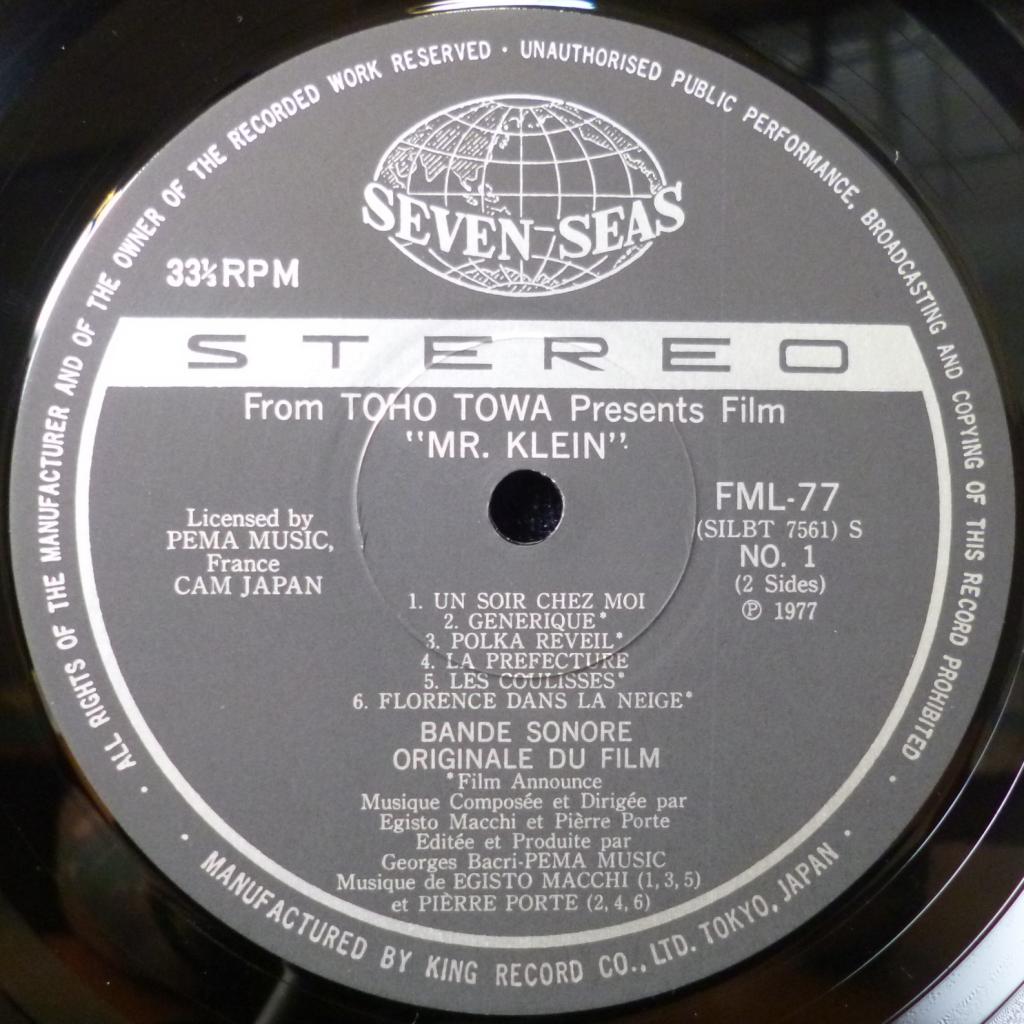 ALL RIGHTS OF THE MANUFACTURER AND OF THE OWNER OF THE RECORDED WORK RESERVED · UNAUTHORISED PUBLIC PERFORMANCE, BROADCASTING AND COPYING OF THIS RECORD PROHIBITED ·
SEVEN SEAS
33⅓RPM
STEREO
From TOHO TOWA Presents Film
"MR. KLEIN"
Licensed by
PEMA MUSIC,
France
CAM JAPAN
FML-77
(SILBT 7561) S
NO. 1
(2 Sides)
℗ 1977
1. UN SOIR CHEZ MOI
2. GENERIQUE*
3. POLKA REVEIL*
4. LA PREFECTURE
5. LES COULISSES*
6. FLORENCE DANS LA NEIGE*
BANDE SONORE
ORIGINALE DU FILM
*Film Announce
Musique Composée et Dirigée par
Egisto Macchi et Pièrre Porte
Editée et Produite par
Georges Bacri-PEMA MUSIC
Musique de EGISTO MACCHI (1, 3, 5)
et PIÈRRE PORTE (2, 4, 6)
· MANUFACTURED BY KING RECORD CO., LTD. TOKYO, JAPAN ·